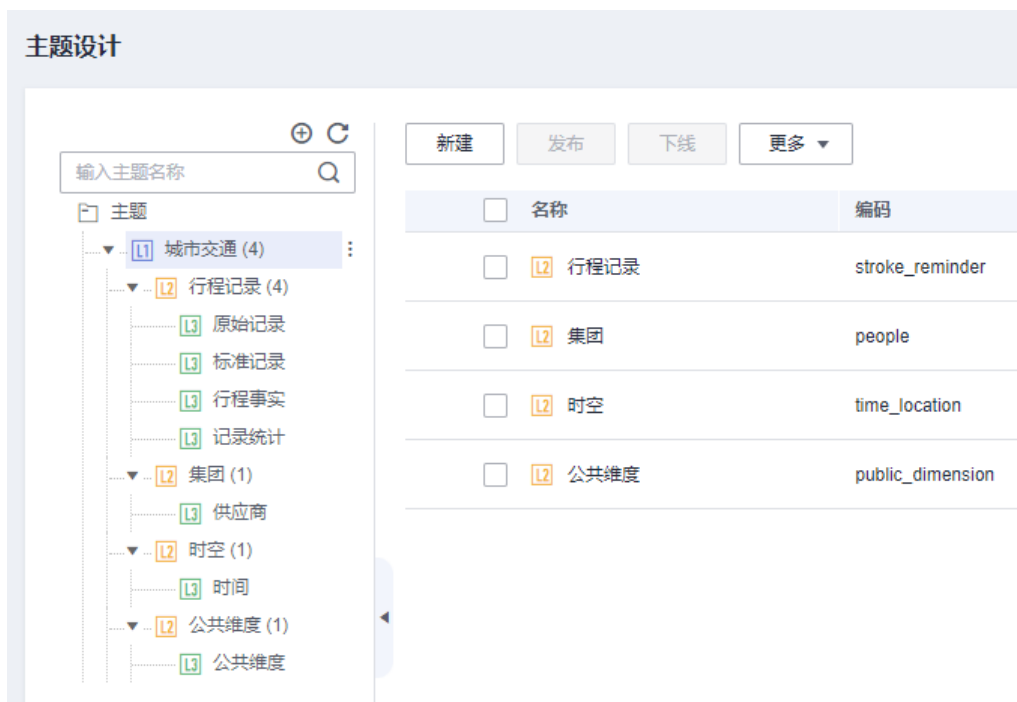 主题设计
输入主题名称
主题
L1 城市交通 (4)
L2 行程记录 (4)
L3 原始记录
L3 标准记录
L3 行程事实
L3 记录统计
L2 集团 (1)
L3 供应商
L2 时空 (1)
L3 时间
L2 公共维度 (1)
L3 公共维度
新建 发布 下线 更多
名称 编码
L2 行程记录 stroke_reminder
L2 集团 people
L2 时空 time_location
L2 公共维度 public_dimension